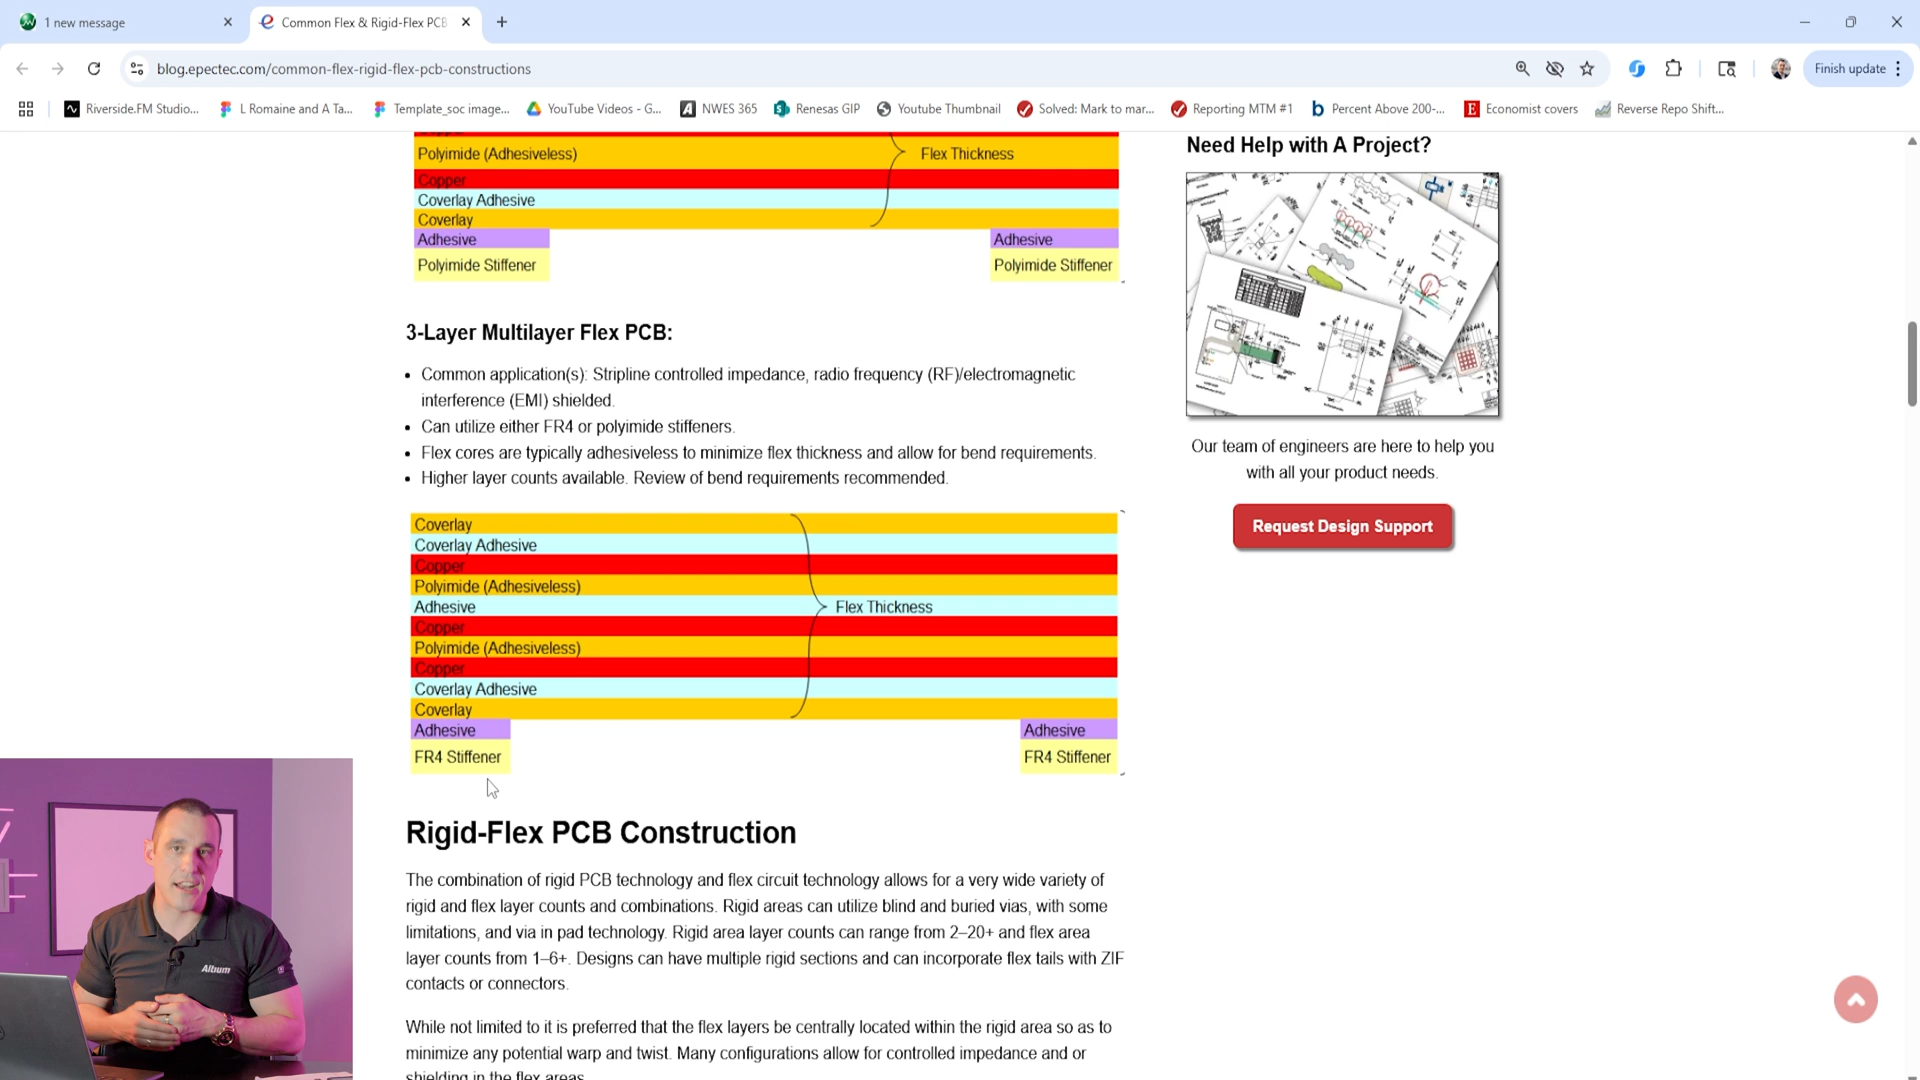 1 new message
Common Flex & Rigid-Flex PCB
blog.epectec.com/common-flex-rigid-flex-pcb-constructions
Finish update
Riverside.FM Studio...
L Romaine and A Ta...
Template_soc image...
YouTube Videos - G...
NWES 365
Renesas GIP
Youtube Thumbnail
Solved: Mark to mar...
Reporting MTM #1
Percent Above 200-...
Economist covers
Reverse Repo Shift...
Copper
Polyimide (Adhesiveless)
Flex Thickness
Copper
Coverlay Adhesive
Coverlay
Adhesive
Adhesive
Polyimide Stiffener
Polyimide Stiffener
3-Layer Multilayer Flex PCB:
• Common application(s): Stripline controlled impedance, radio frequency (RF)/electromagnetic
interference (EMI) shielded.
• Can utilize either FR4 or polyimide stiffeners.
• Flex cores are typically adhesiveless to minimize flex thickness and allow for bend requirements.
• Higher layer counts available. Review of bend requirements recommended.
Coverlay
Coverlay Adhesive
Copper
Polyimide (Adhesiveless)
Adhesive
Flex Thickness
Copper
Polyimide (Adhesiveless)
Copper
Coverlay Adhesive
Coverlay
Adhesive
Adhesive
FR4 Stiffener
FR4 Stiffener
Rigid-Flex PCB Construction
The combination of rigid PCB technology and flex circuit technology allows for a very wide variety of
rigid and flex layer counts and combinations. Rigid areas can utilize blind and buried vias, with some
limitations, and via in pad technology. Rigid area layer counts can range from 2–20+ and flex area
layer counts from 1–6+. Designs can have multiple rigid sections and can incorporate flex tails with ZIF
contacts or connectors.
While not limited to it is preferred that the flex layers be centrally located within the rigid area so as to
minimize any potential warp and twist. Many configurations allow for controlled impedance and or
shielding in the flex areas.
Need Help with A Project?
Our team of engineers are here to help you
with all your product needs.
Request Design Support
Altium